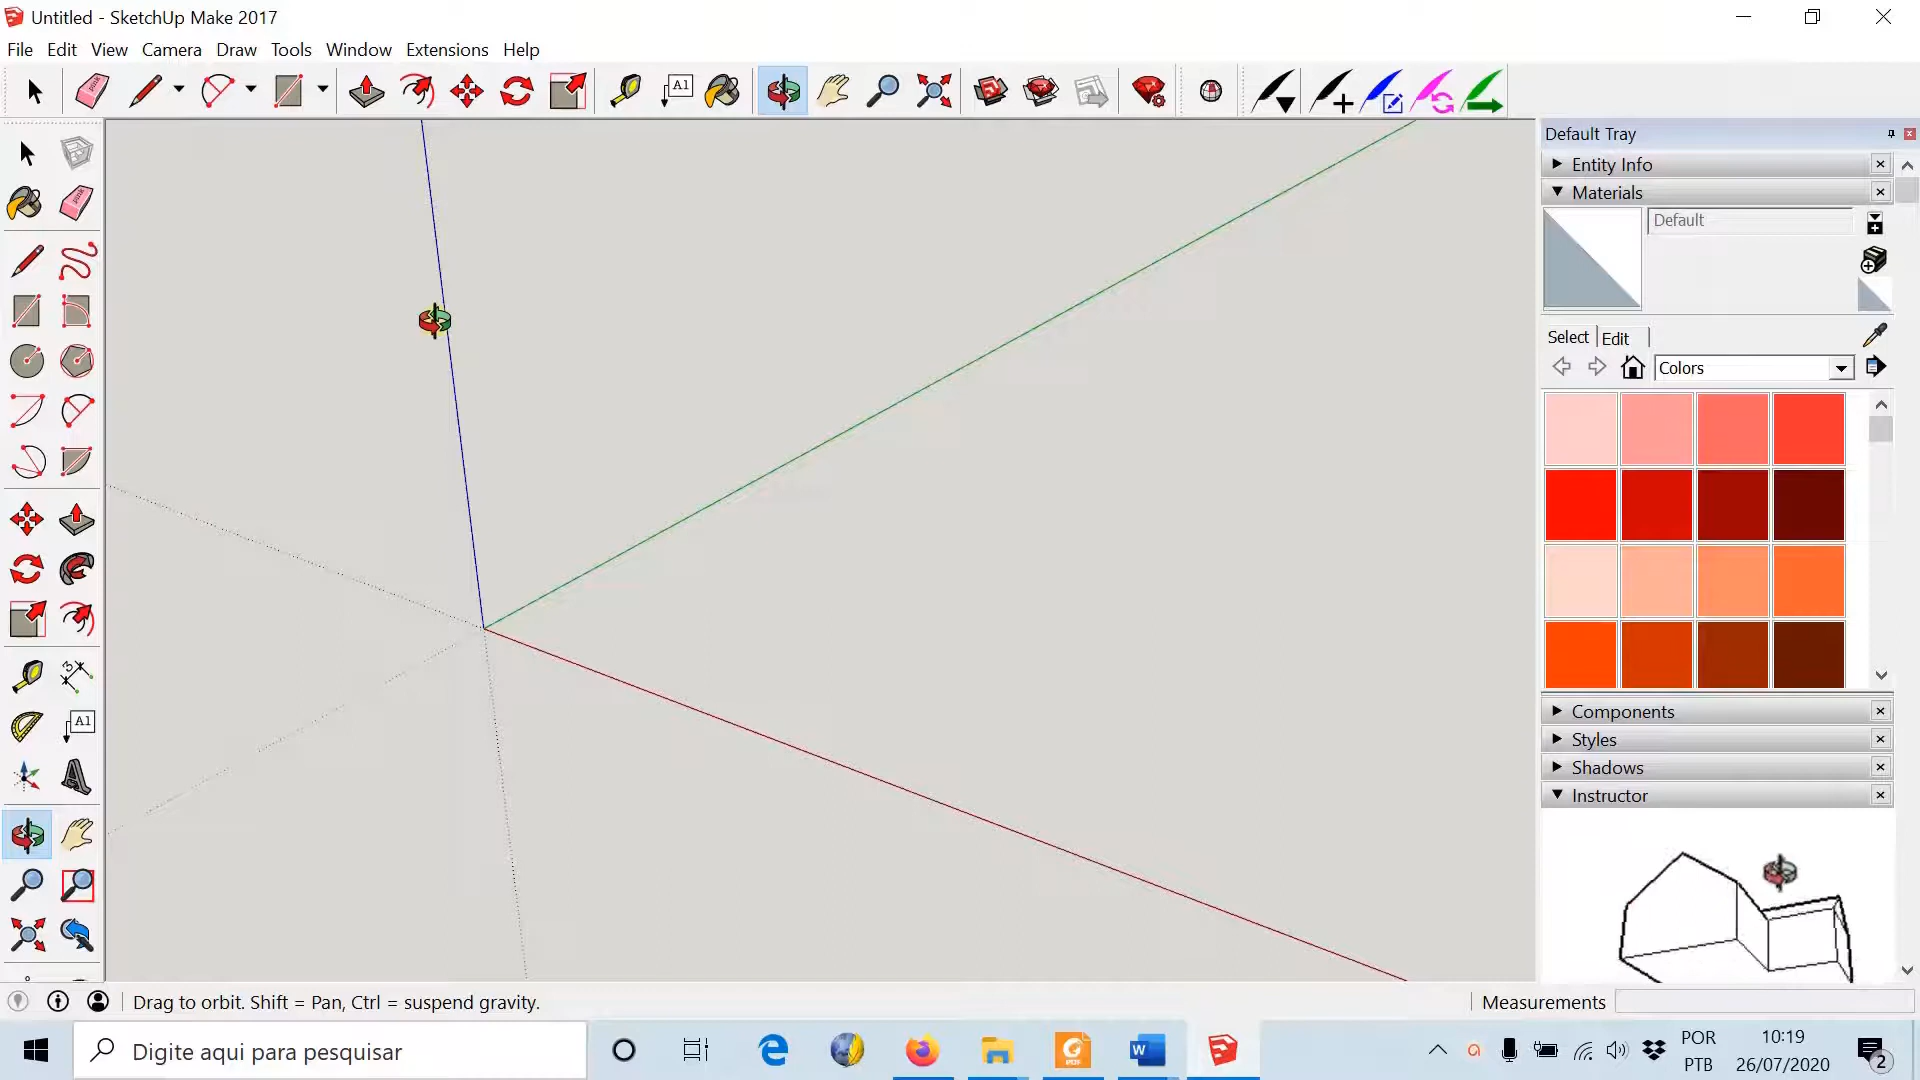 Untitled - SketchUp Make 2017
File Edit View Camera Draw Tools Window Extensions Help
A1
Default Tray
Entity Info
Materials
Default
Select Edit
Colors
Components
Styles
Shadows
Instructor
A1
Drag to orbit. Shift = Pan, Ctrl = suspend gravity.
Measurements
Digite aqui para pesquisar
POR
PTB
10:19
26/07/2020
2